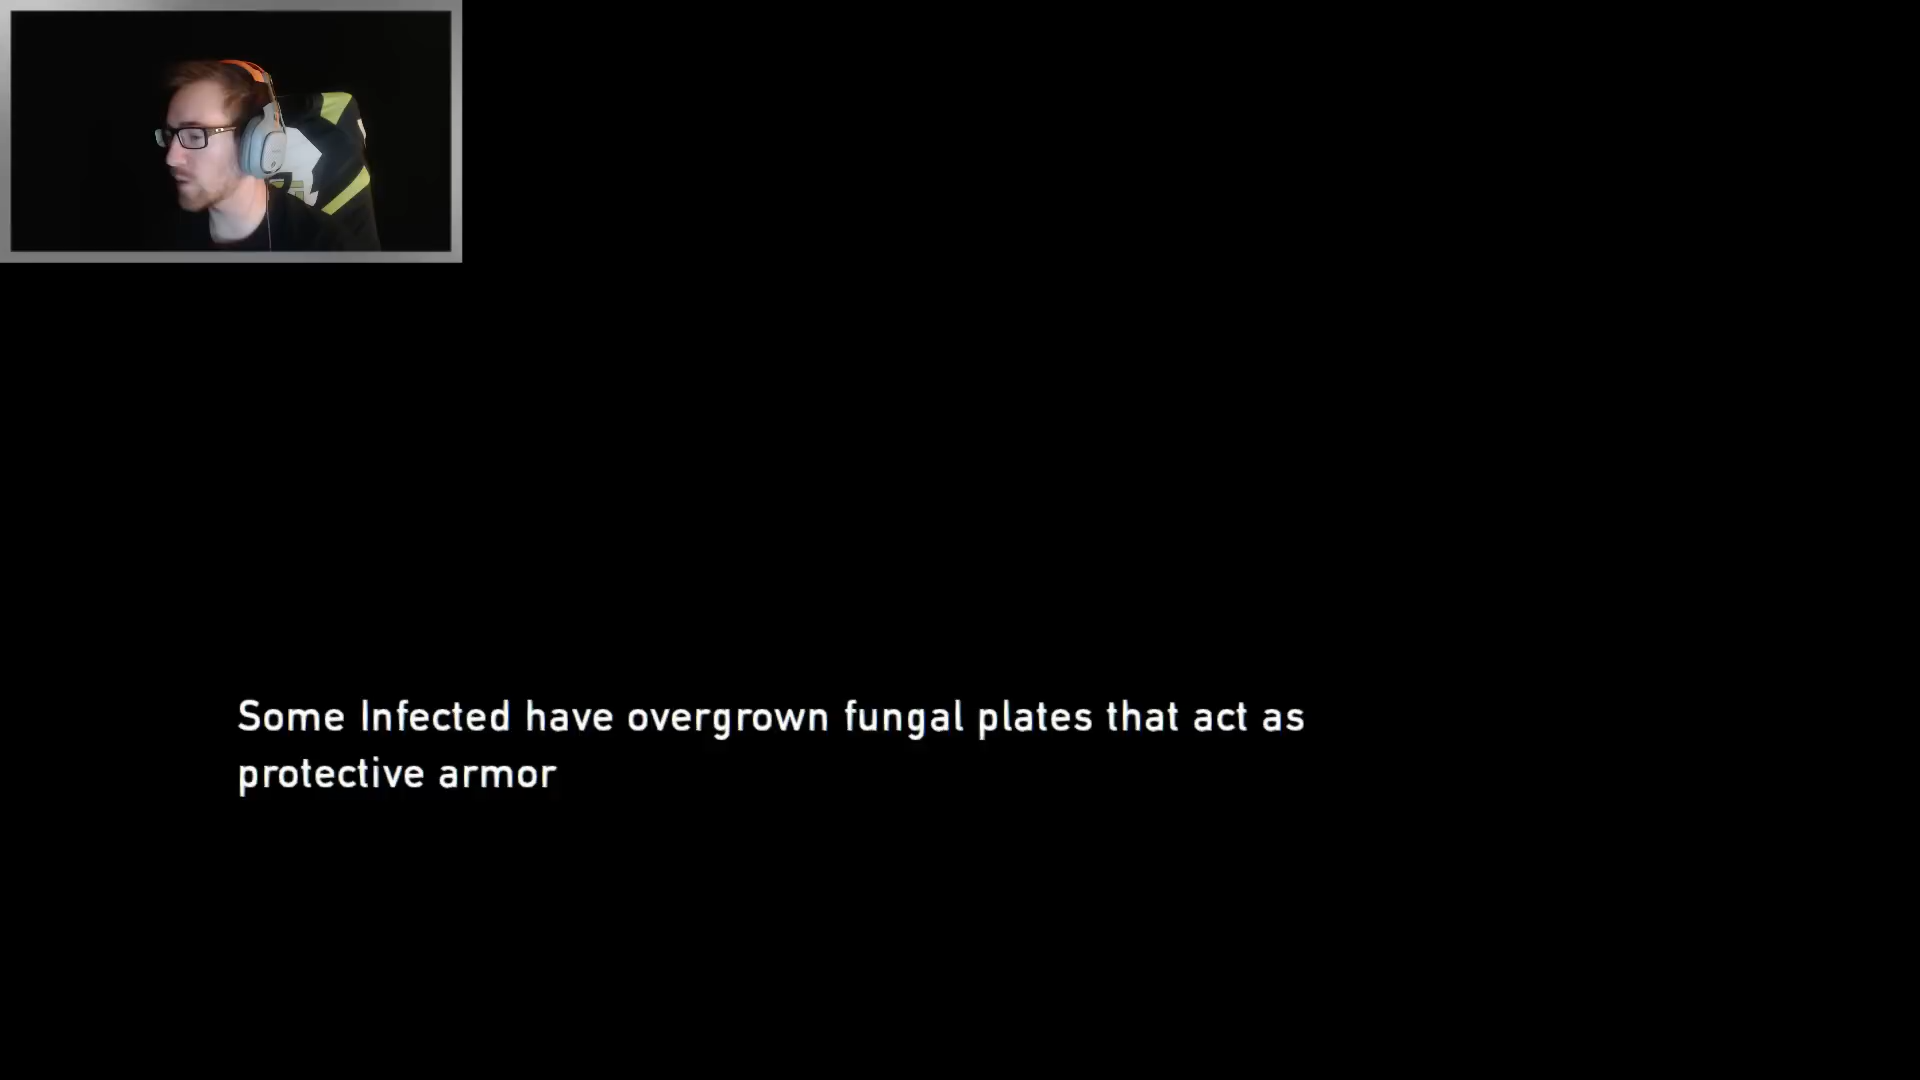 Some Infected have overgrown fungal plates that act as
protective armor